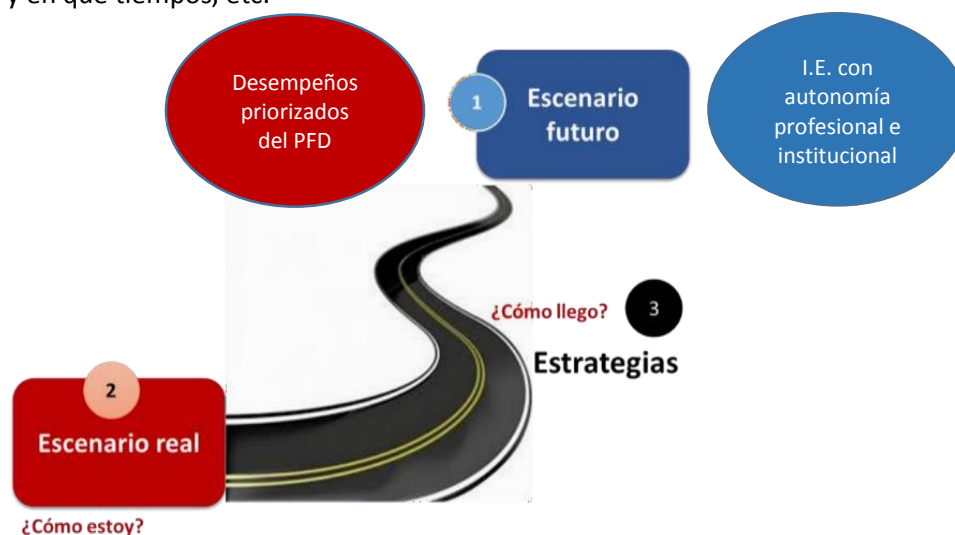 y en qué tiempos, etc.
Desempeños
priorizados
del PFD
1
Escenario
futuro
I.E. con
autonomía
profesional e
institucional
¿Cómo llego?
3
Estrategias
2
Escenario real
¿Cómo estoy?